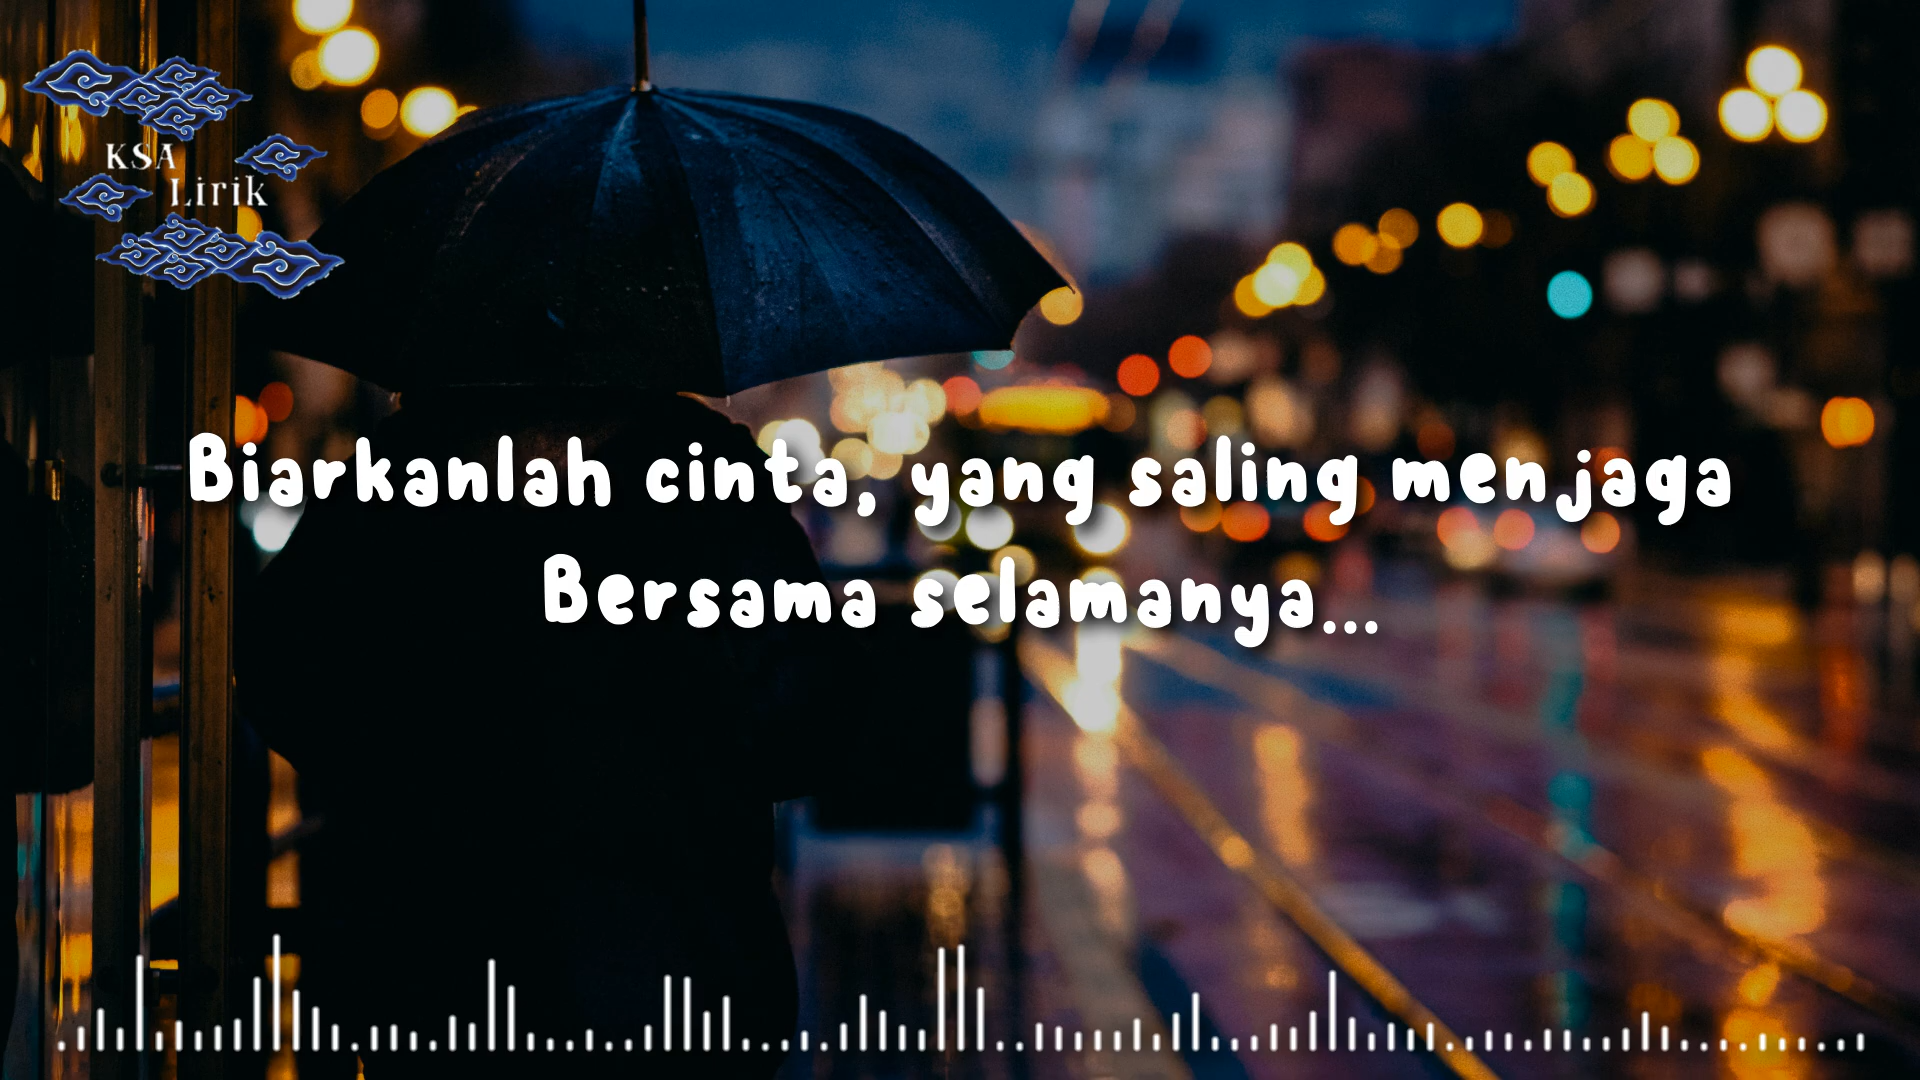 KSA
Lirik
Biarkanlah cinta, yang saling menjaga
Bersama selamanya...